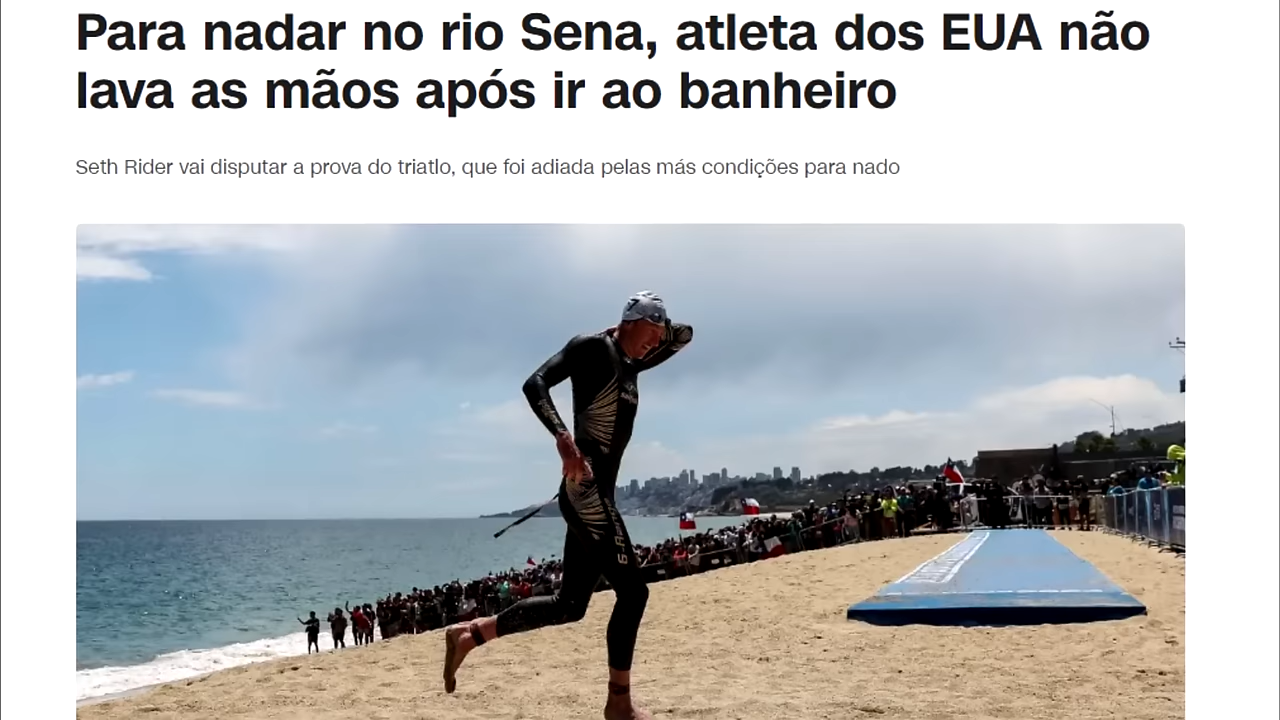 Para nadar no rio Sena, atleta dos EUA não
lava as mãos após ir ao banheiro
Seth Rider vai disputar a prova do triatlo, que foi adiada pelas más condições para nado
7